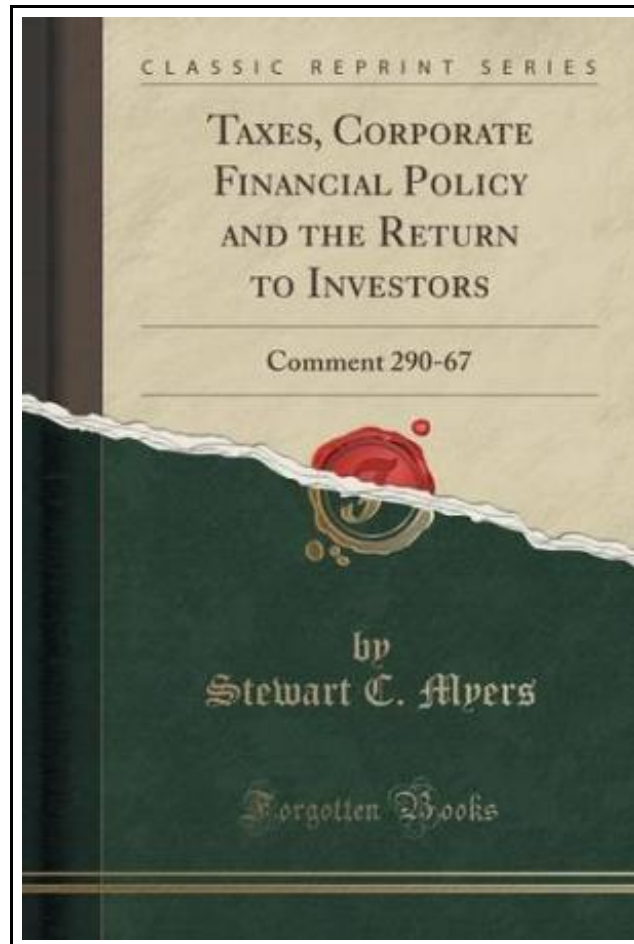 CLASSIC REPRINT SERIES
TAXES, CORPORATE
FINANCIAL POLICY
AND THE RETURN
TO INVESTORS
Comment 290-67
by
Stewart C. Myers
Forgotten Books